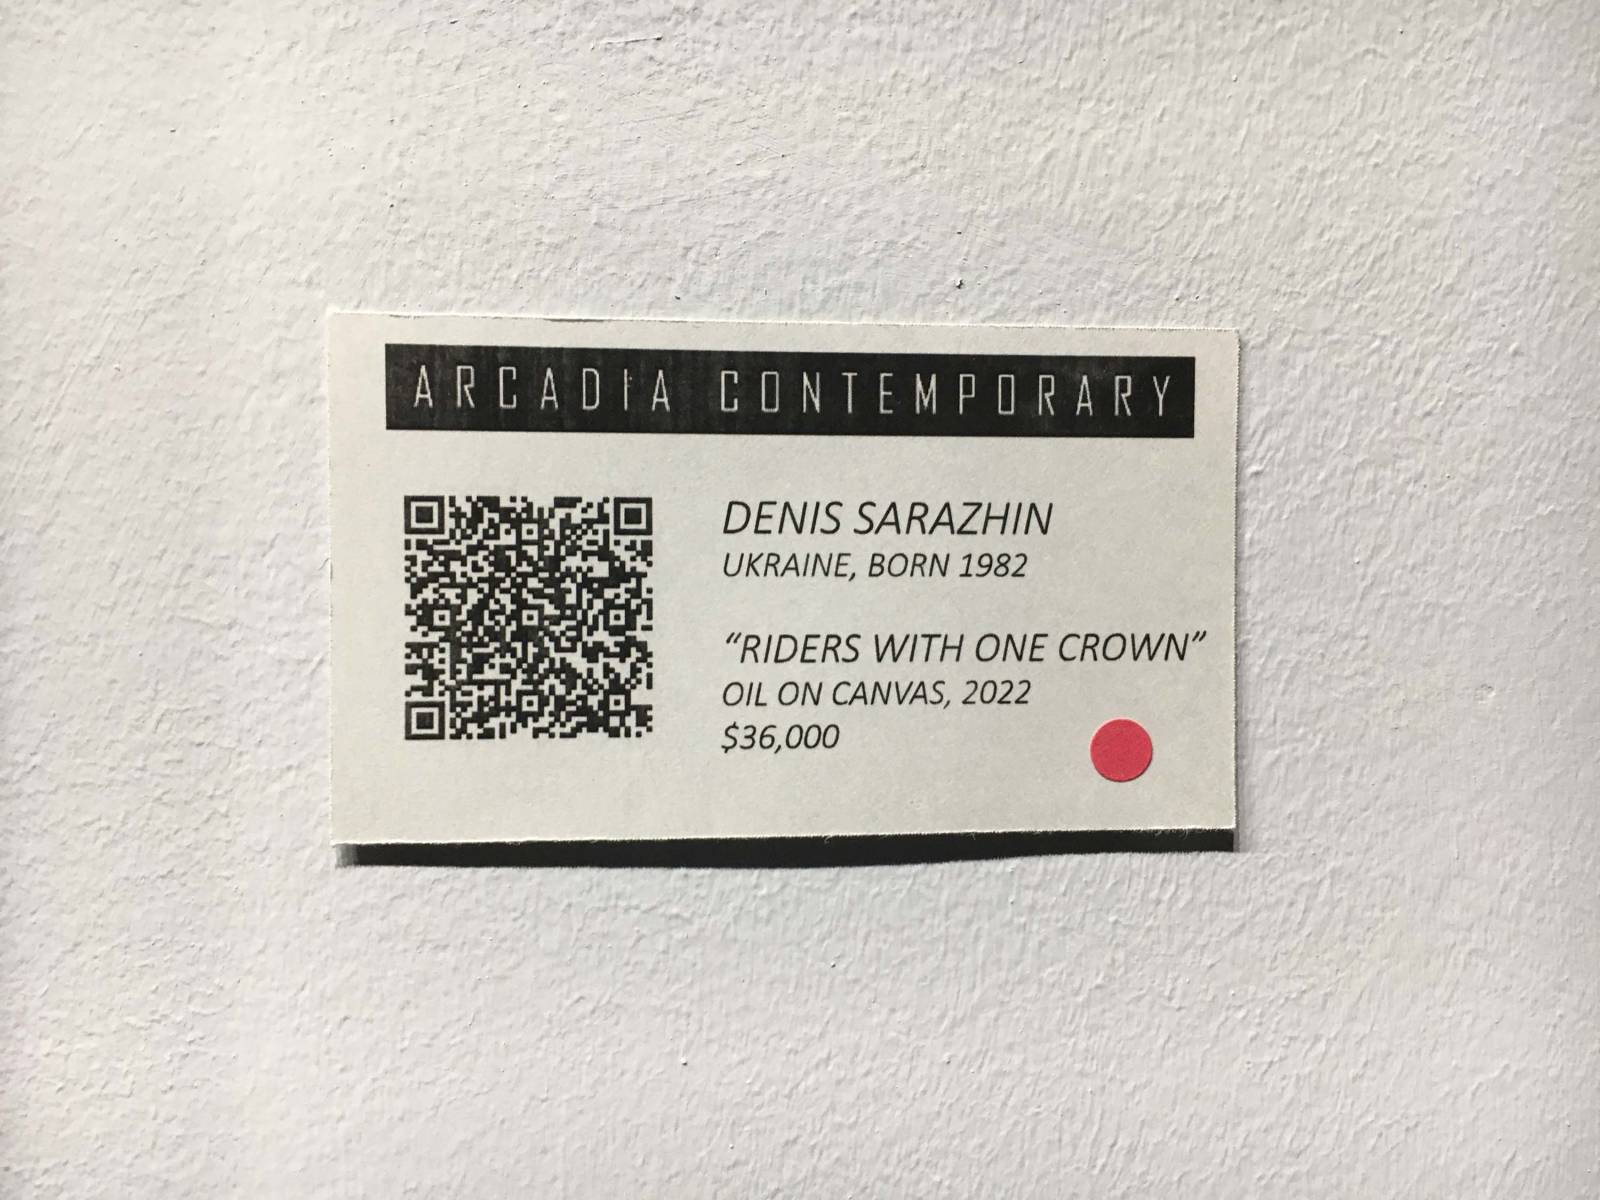 ARCADIA CONTEMPORARY
DENIS SARAZHIN
UKRAINE, BORN 1982
“RIDERS WITH ONE CROWN”
OIL ON CANVAS, 2022
$36,000